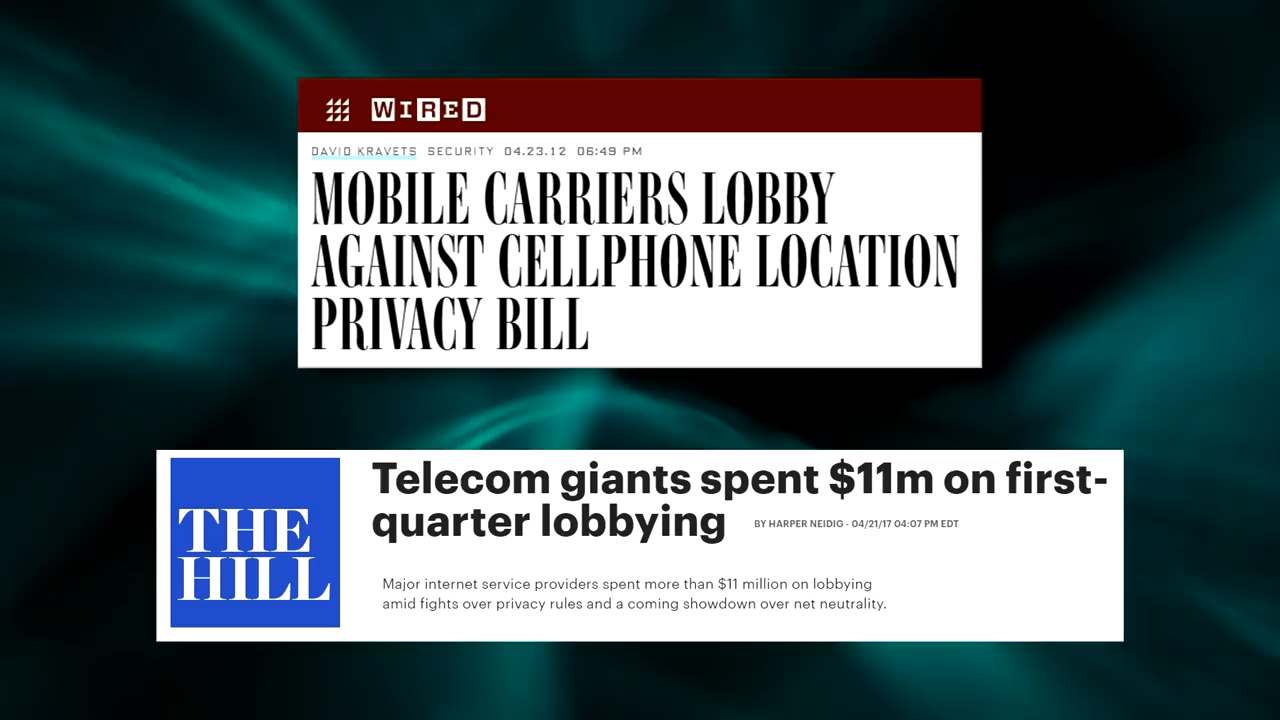 WIRED
DAVID KRAVETS SECURITY 04.23.12 06:49 PM
MOBILE CARRIERS LOBBY
AGAINST CELLPHONE LOCATION
PRIVACY BILL
THE
HILL
Telecom giants spent $11m on first-
quarter lobbying
BY HARPER NEIDIG - 04/21/17 04:07 PM EDT
Major internet service providers spent more than $11 million on lobbying
amid fights over privacy rules and a coming showdown over net neutrality.